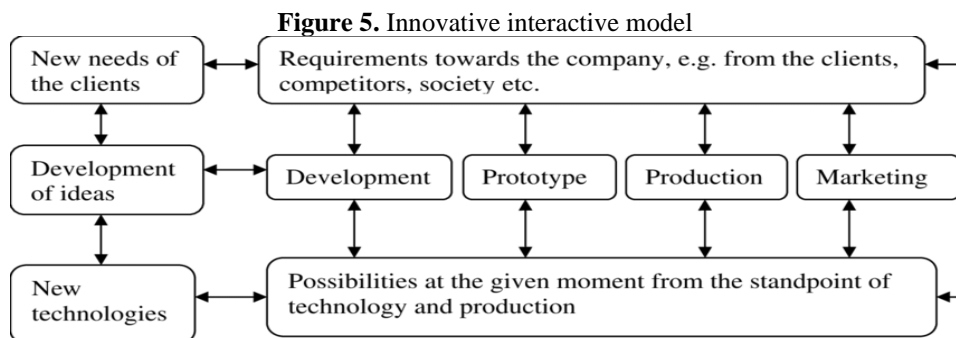 Figure 5. Innovative interactive model
New needs of
the clients
Requirements towards the company, e.g. from the clients,
competitors, society etc.
Development
of ideas
Development
Prototype
Production
Marketing
New
technologies
Possibilities at the given moment from the standpoint of
technology and production